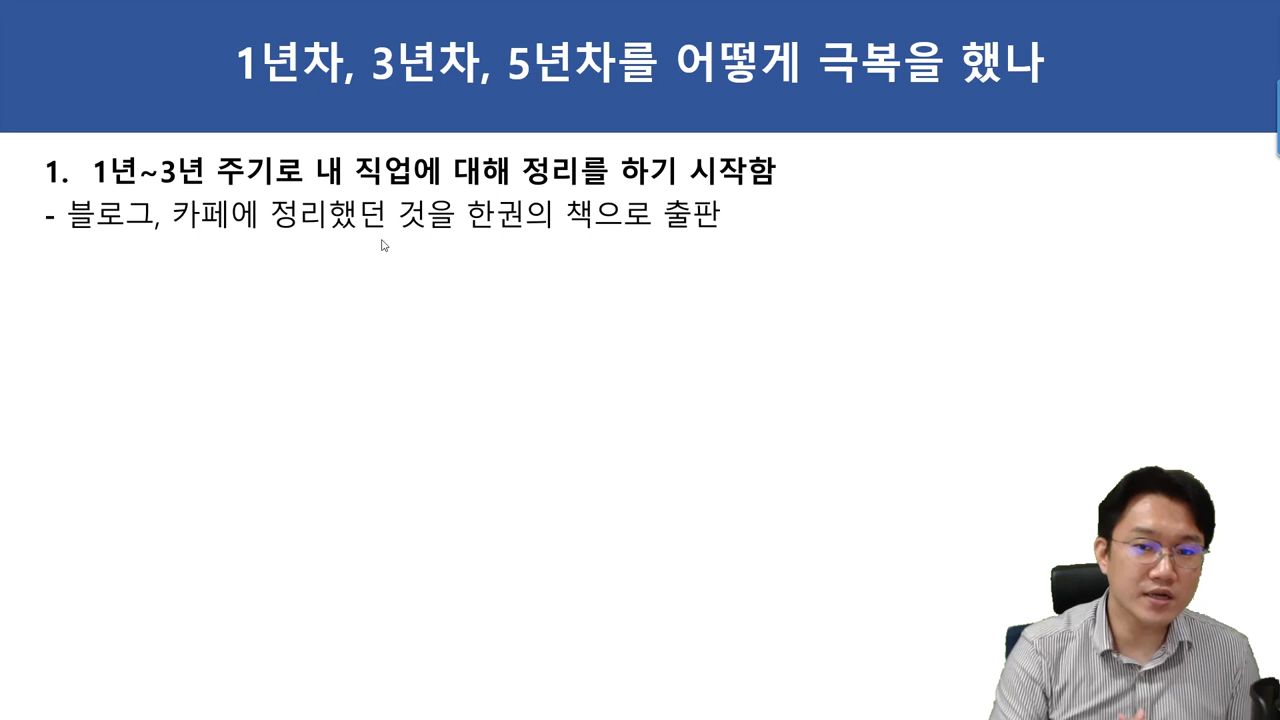 1년차, 3년차, 5년차를 어떻게 극복을 했나
1. 1년~3년 주기로 내 직업에 대해 정리를 하기 시작함
- 블로그, 카페에 정리했던 것을 한권의 책으로 출판